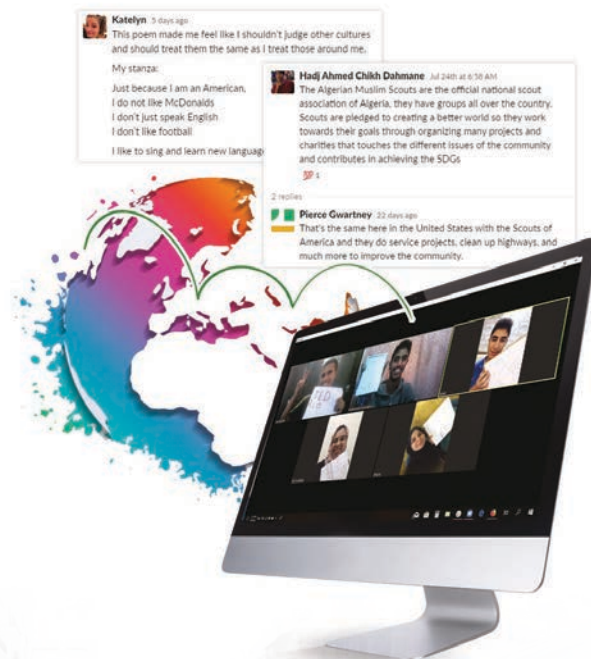 Katelyn 5 days ago
This poem made me feel like I shouldn't judge other cultures
and should treat them the same as I treat those around me.
My stanza:
Just because I am an American,
I do not like McDonalds
I don't just speak English
I don't like football
I like to sing and learn new language
Hadj Ahmed Chikh Dahmane Jul 24th at 6:58 AM
The Algerian Muslim Scouts are the official national scout
association of Algeria, they have groups all over the country.
Scouts are pledged to creating a better world so they work
towards their goals through organizing many projects and
charities that touches the different issues of the community
and contributes in achieving the SDGs
💯 1
2 replies
Pierce Gwartney 22 days ago
That's the same here in the United States with the Scouts of
America and they do service projects, clean up highways, and
much more to improve the community.